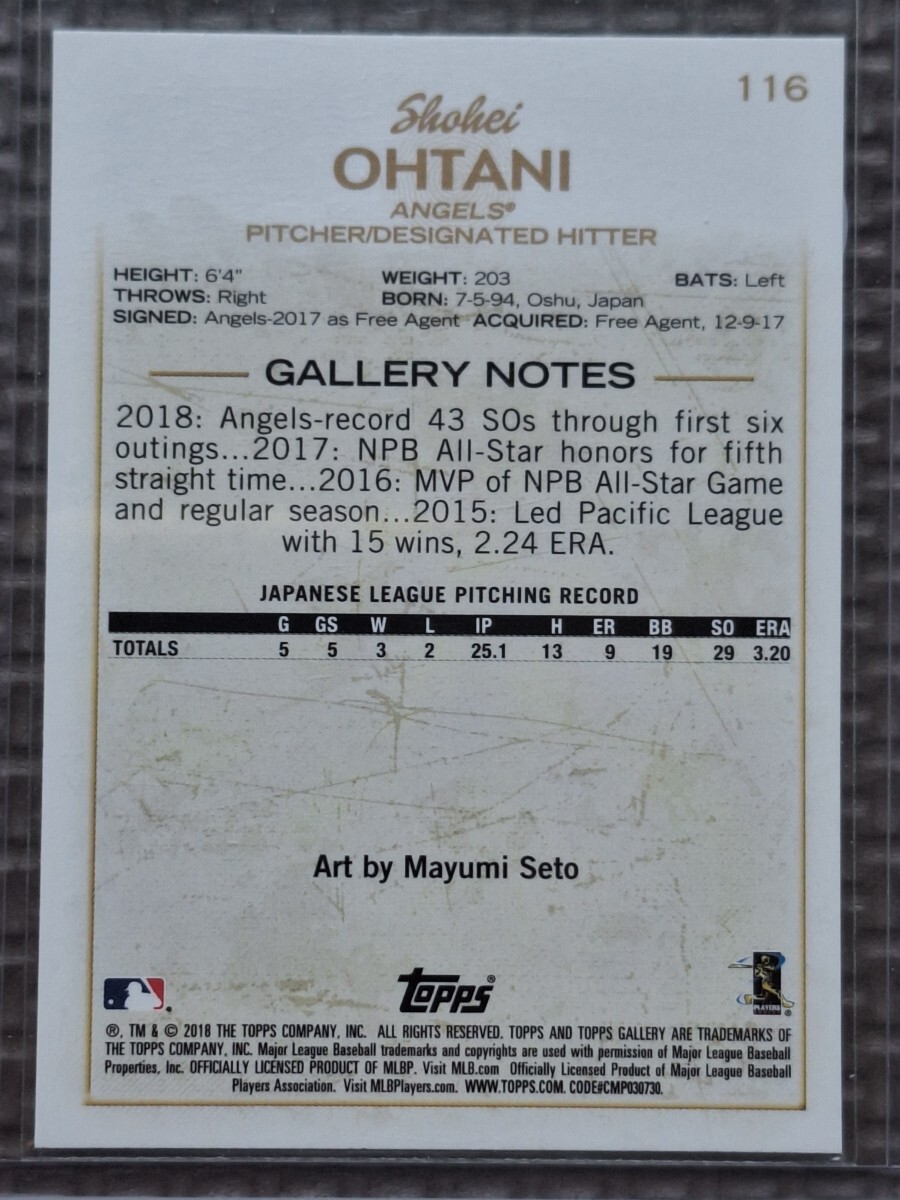 116
Shohei
OHTANI
ANGELS®
PITCHER/DESIGNATED HITTER
HEIGHT: 6'4" WEIGHT: 203 BATS: Left
THROWS: Right BORN: 7-5-94, Oshu, Japan
SIGNED: Angels-2017 as Free Agent ACQUIRED: Free Agent, 12-9-17
GALLERY NOTES
2018: Angels-record 43 SOs through first six
outings...2017: NPB All-Star honors for fifth
straight time...2016: MVP of NPB All-Star Game
and regular season...2015: Led Pacific League
with 15 wins, 2.24 ERA.
JAPANESE LEAGUE PITCHING RECORD
G GS W L IP H ER BB SO ERA
TOTALS 5 5 3 2 25.1 13 9 19 29 3.20
Art by Mayumi Seto
topps®
PLAYERS ®
®, TM & © 2018 THE TOPPS COMPANY, INC. ALL RIGHTS RESERVED. TOPPS AND TOPPS GALLERY ARE TRADEMARKS OF
THE TOPPS COMPANY, INC. Major League Baseball trademarks and copyrights are used with permission of Major League Baseball
Properties, Inc. OFFICIALLY LICENSED PRODUCT OF MLBP. Visit MLB.com Officially Licensed Product of Major League Baseball
Players Association. Visit MLBPlayers.com. WWW.TOPPS.COM. CODE#CMP030730.